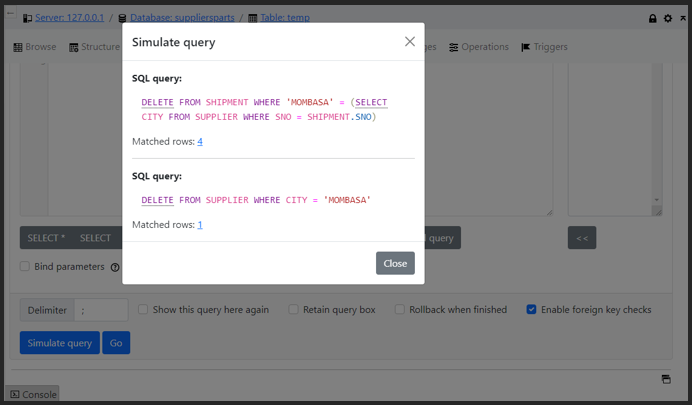 Server: 127.0.0.1 / Database: suppliersparts / Table: temp
Browse Structure Operations Triggers
Simulate query
SQL query:
DELETE FROM SHIPMENT WHERE 'MOMBASA' = (SELECT
CITY FROM SUPPLIER WHERE SNO = SHIPMENT.SNO)
Matched rows: 4
SQL query:
DELETE FROM SUPPLIER WHERE CITY = 'MOMBASA'
Matched rows: 1
Close
SELECT * SELECT query <<
Bind parameters
Delimiter ; Show this query here again Retain query box Rollback when finished Enable foreign key checks
Simulate query Go
Console